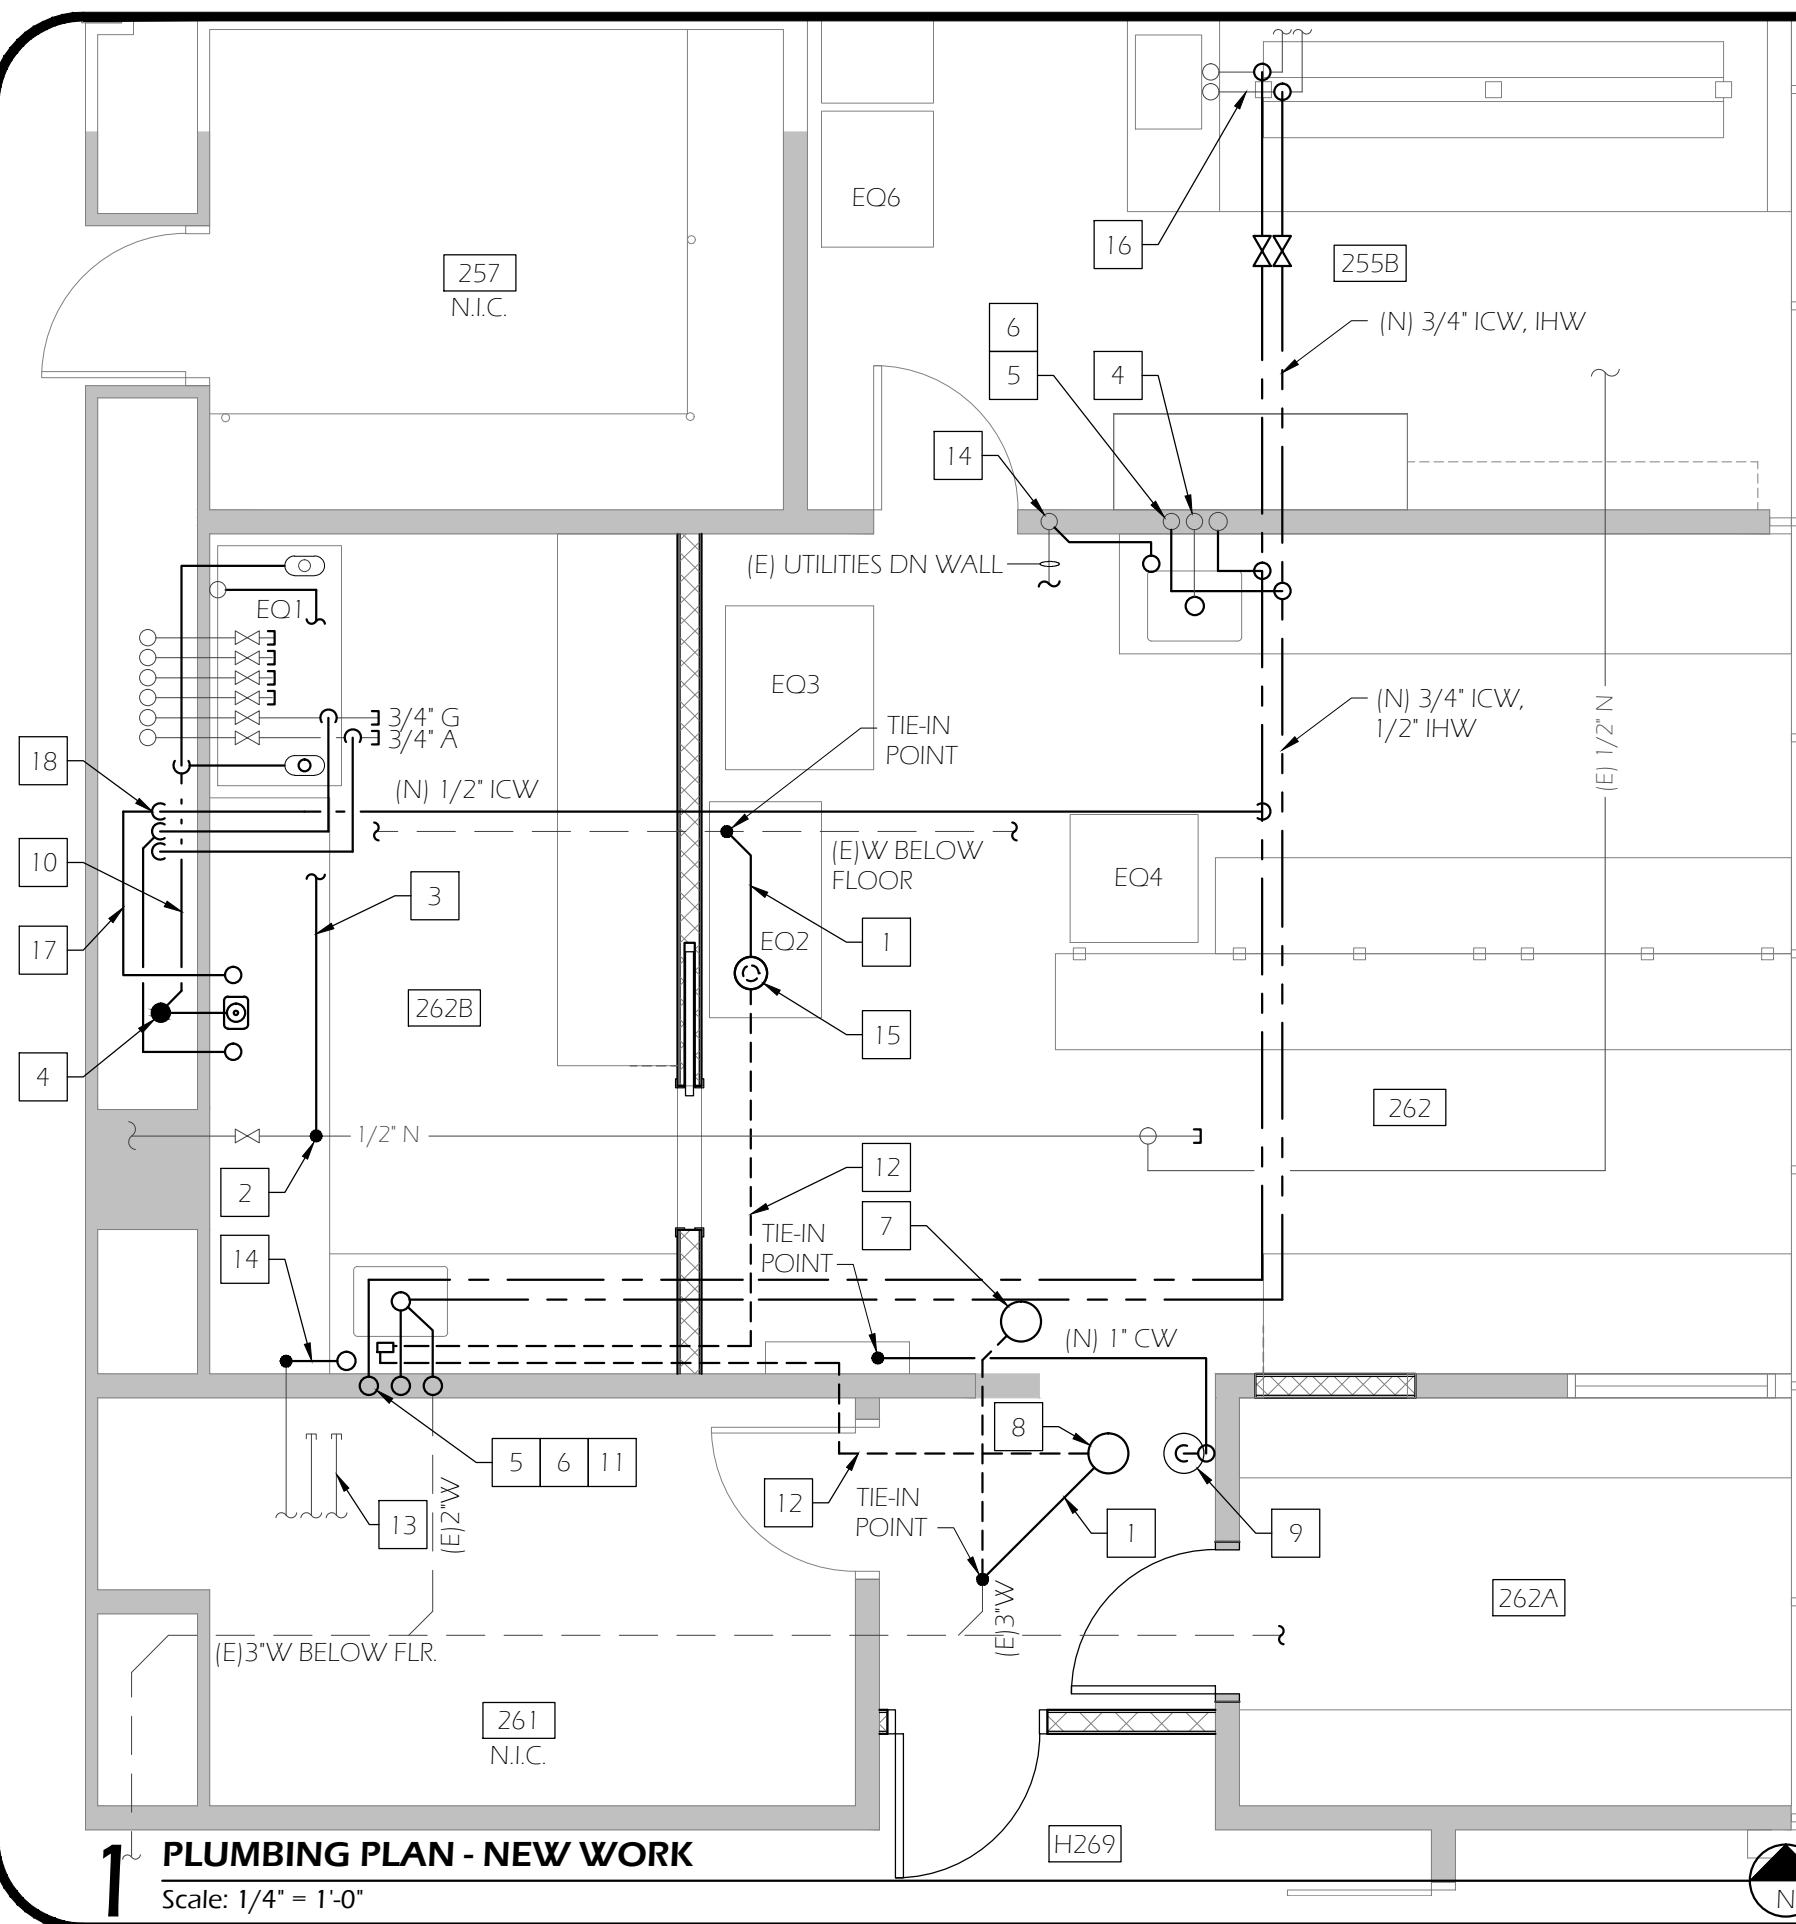 EQ6
257
N.I.C.
16
255B
(N) 3/4" ICW, IHW
6
5
4
14
(E) UTILITIES DN WALL
EQ1
EQ3
3/4" G
3/4" A
TIE-IN
POINT
(N) 3/4" ICW,
1/2" IHW
(E) 1/2" N
18
(N) 1/2" ICW
(E)W BELOW
FLOOR
10
3
EQ4
17
1
EQ2
262B
15
4
262
1/2" N
2
12
7
TIE-IN
POINT
14
(N) 1" CW
8
5
6
11
13
(E)2"W
12
TIE-IN
POINT
1
9
(E)3"W
262A
(E)3"W BELOW FLR.
261
N.I.C.
H269
1
PLUMBING PLAN - NEW WORK
Scale: 1/4" = 1'-0"
N